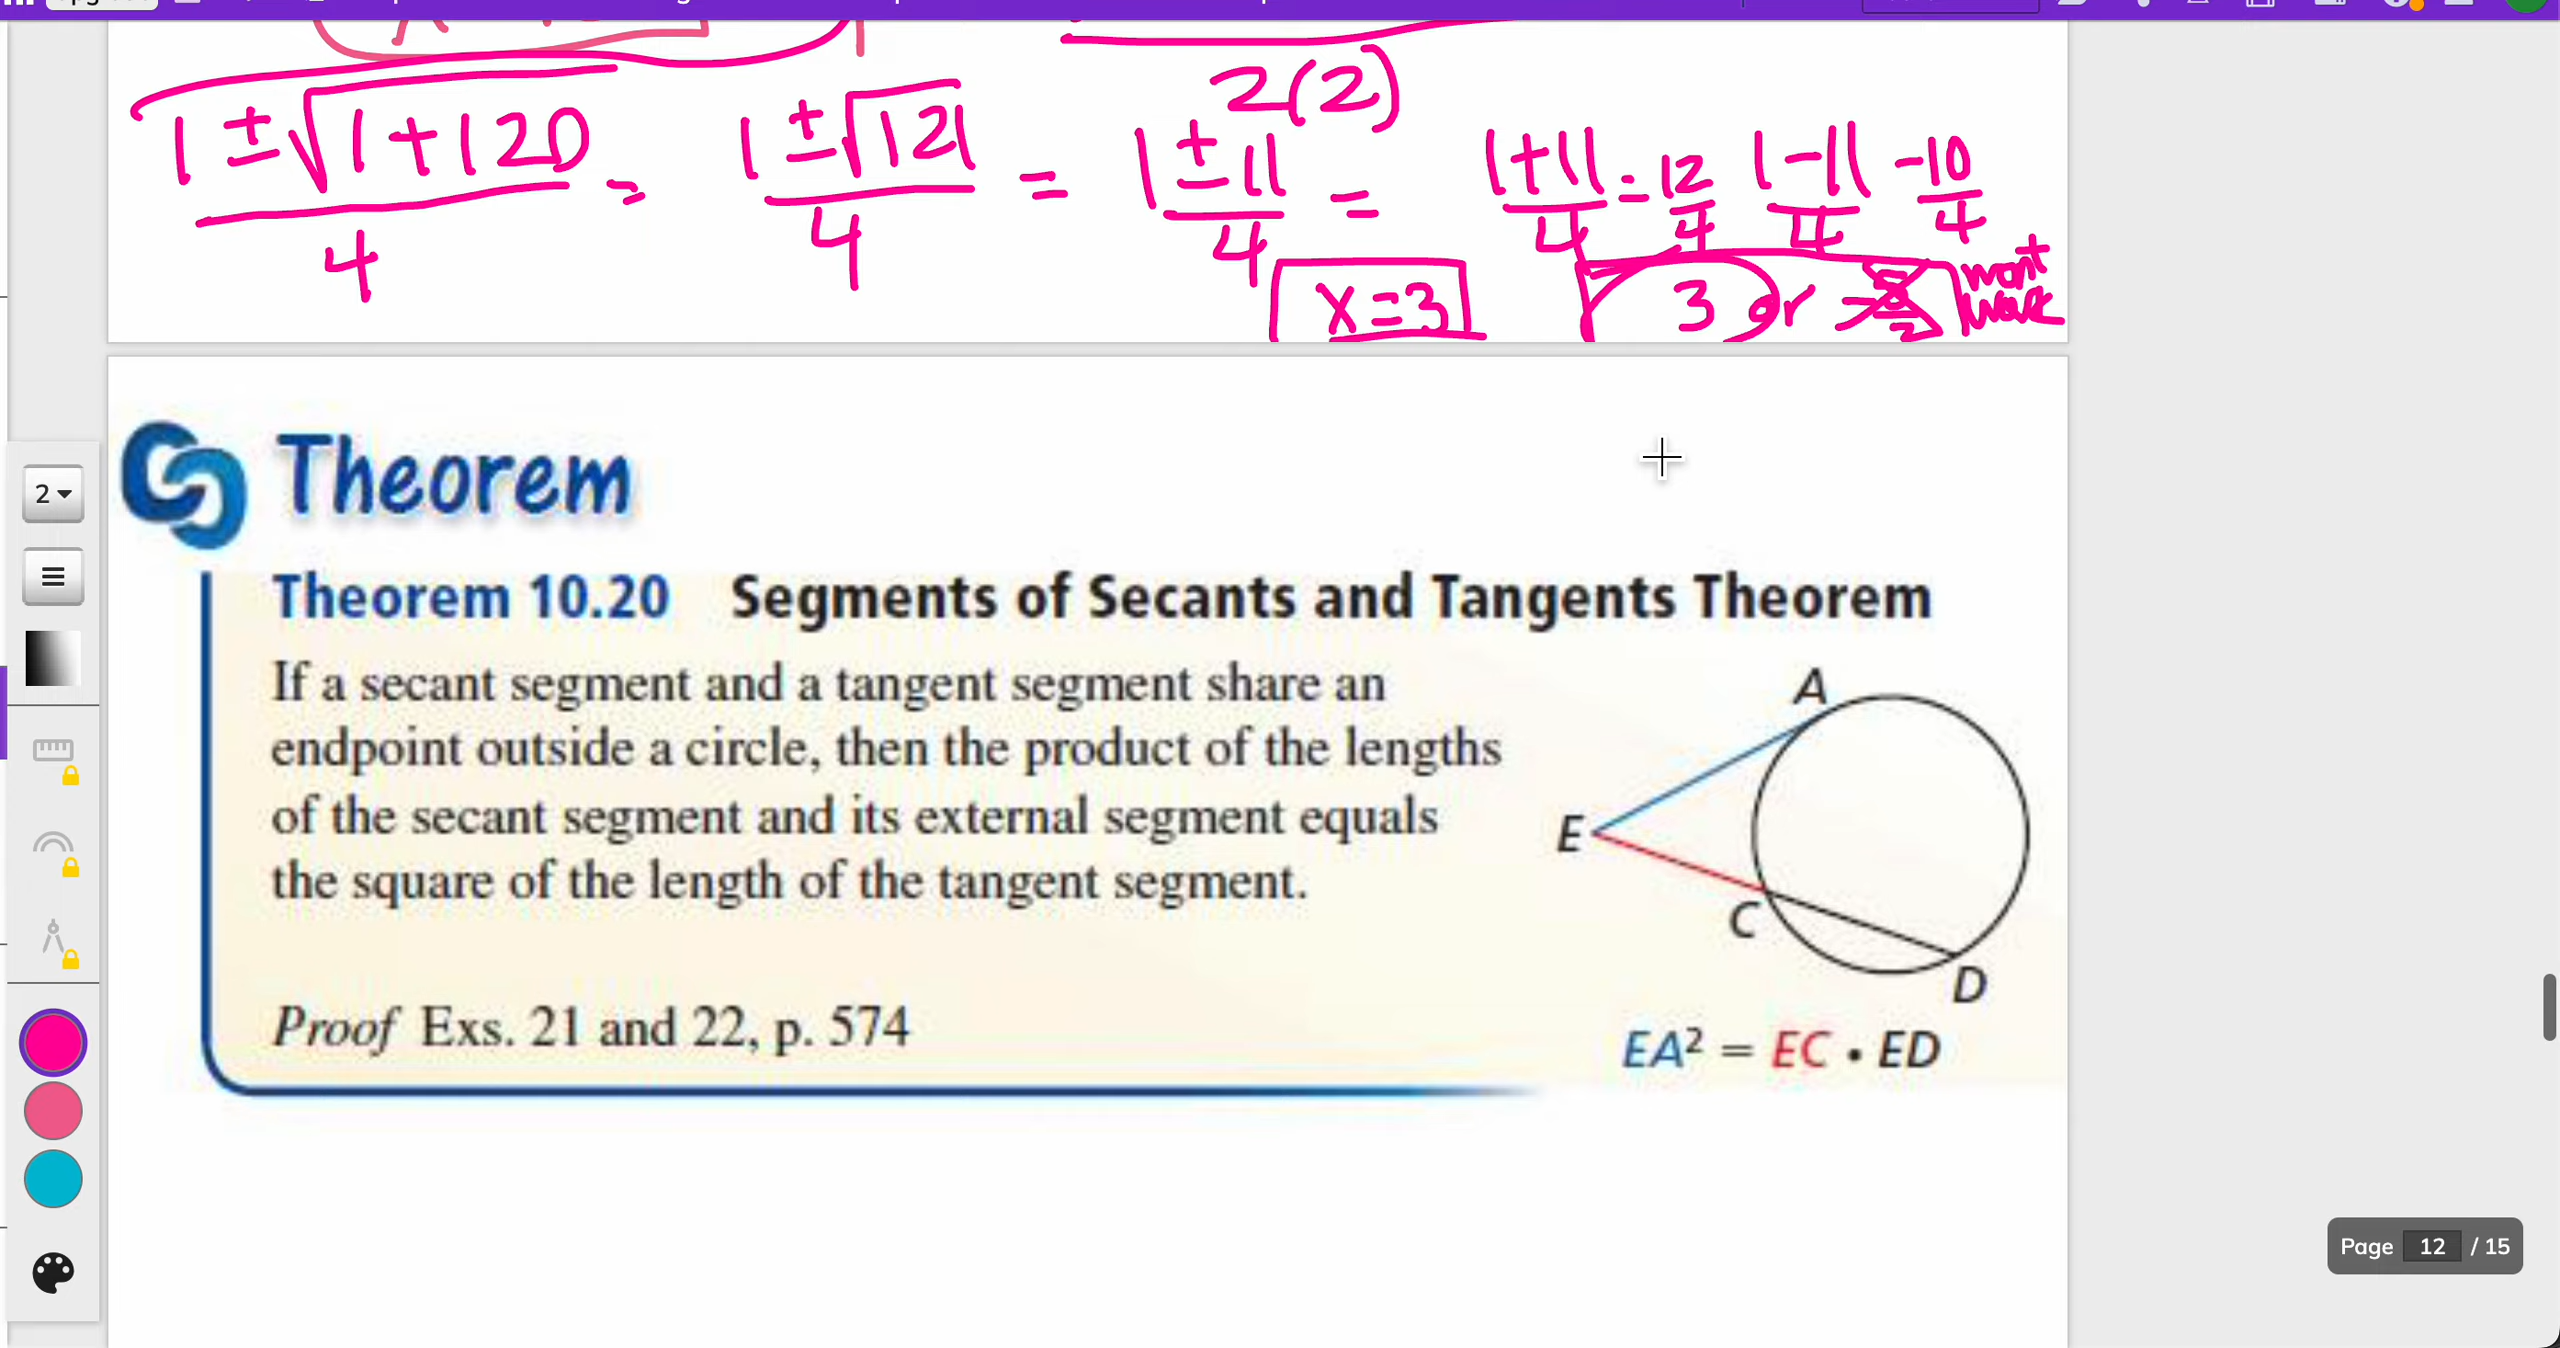 2(2)
1 ± √1+120 / 4 = 1 ± √121 / 4 = 1 ± 11 / 4 = 1+11 / 4 = 12 / 4 1-11 / 4 -10 / 4
x = 3 3 or wont work
Theorem
Theorem 10.20 Segments of Secants and Tangents Theorem
If a secant segment and a tangent segment share an
endpoint outside a circle, then the product of the lengths
of the secant segment and its external segment equals
the square of the length of the tangent segment.
Proof Exs. 21 and 22, p. 574
A
E
C
D
EA² = EC • ED
2
Page 12 / 15